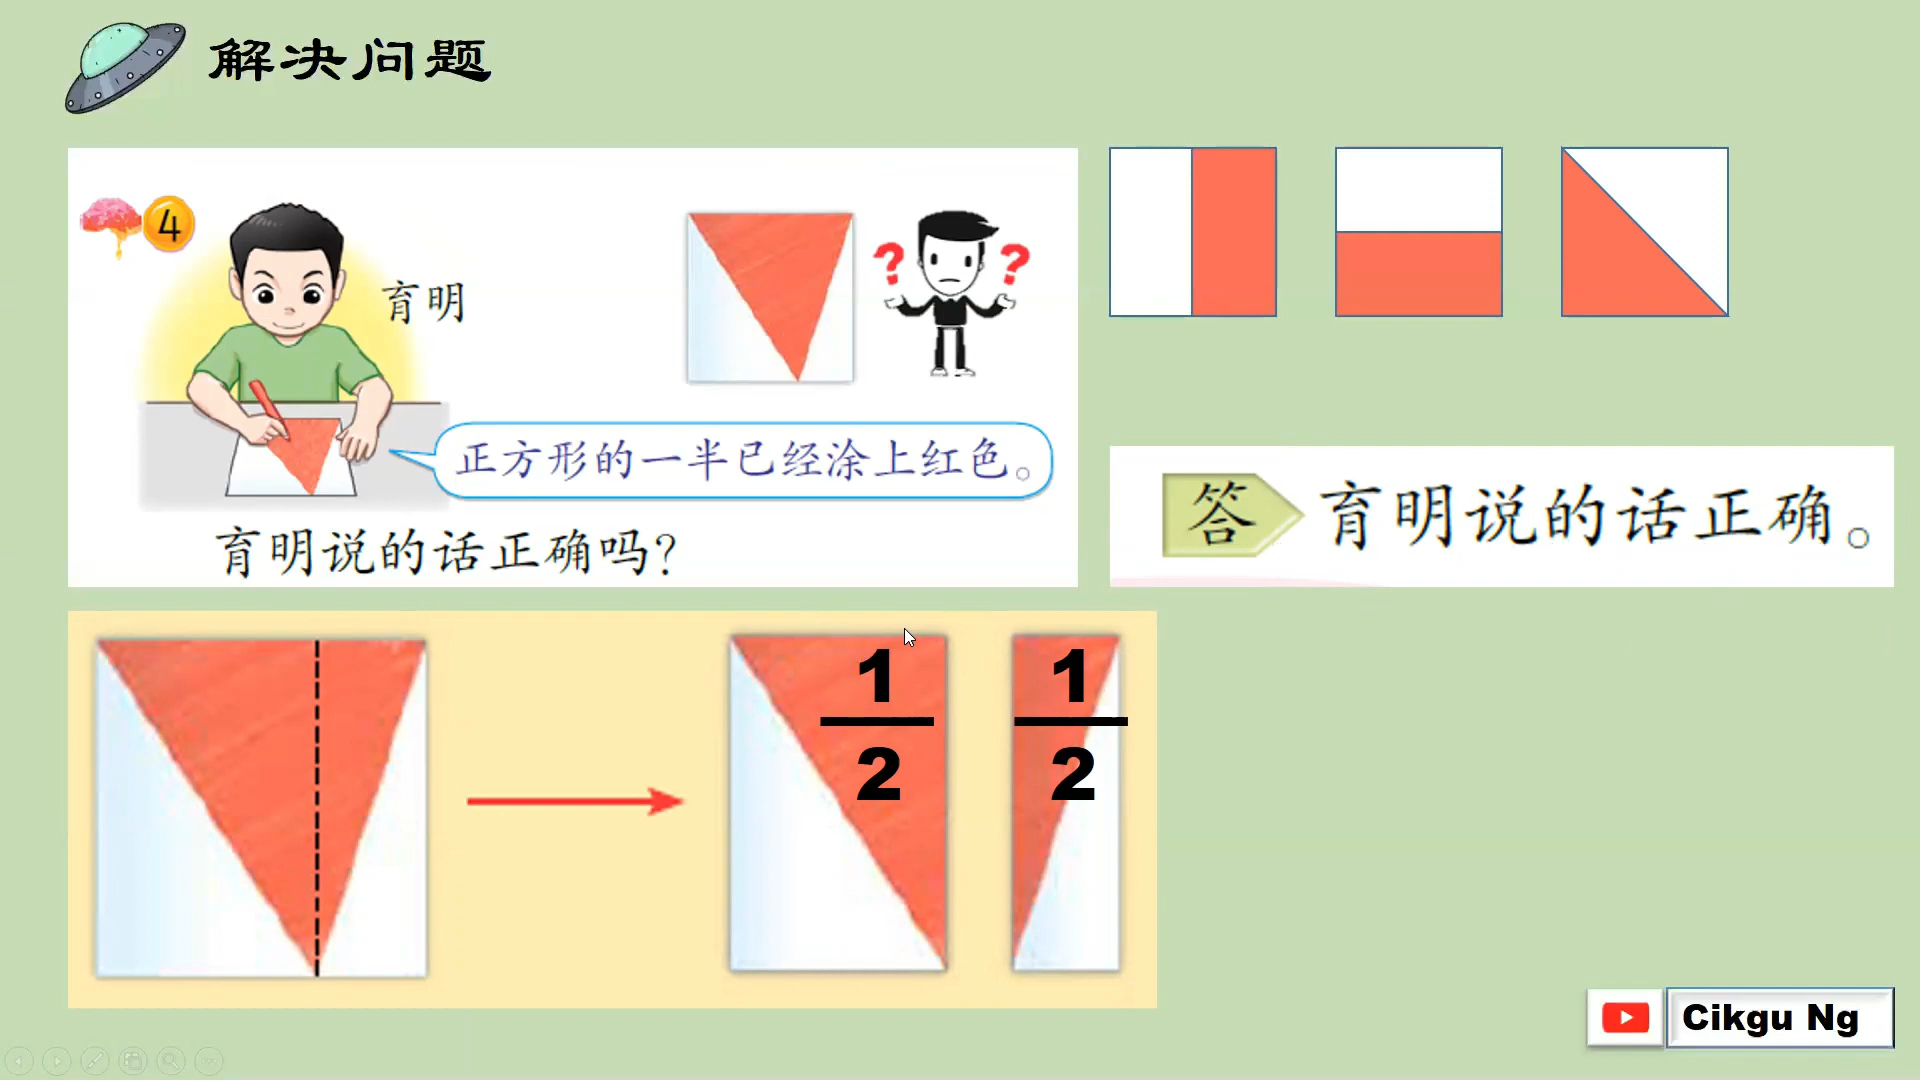 解决问题
4
育明
? ?
正方形的一半已经涂上红色。
育明说的话正确吗?
答 育明说的话正确。
1 1
2 2
Cikgu Ng